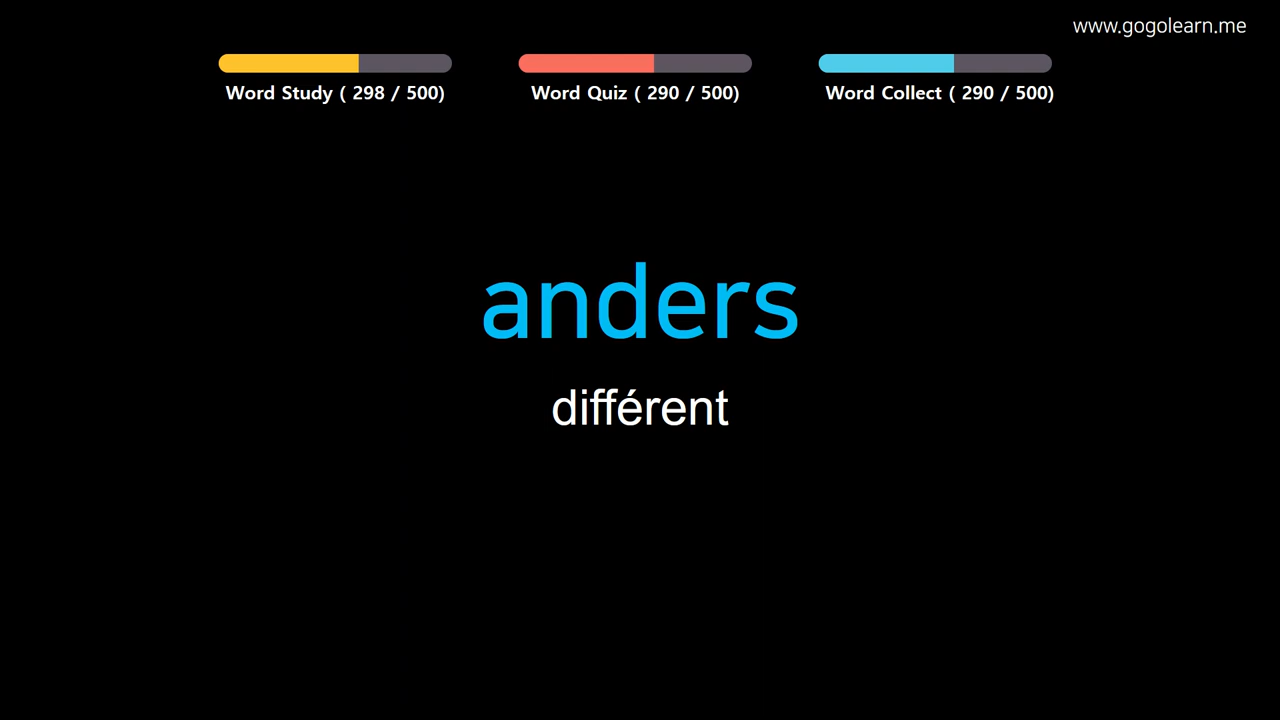 www.gogolearn.me
Word Study ( 298 / 500)
Word Quiz ( 290 / 500)
Word Collect ( 290 / 500)
anders
différent